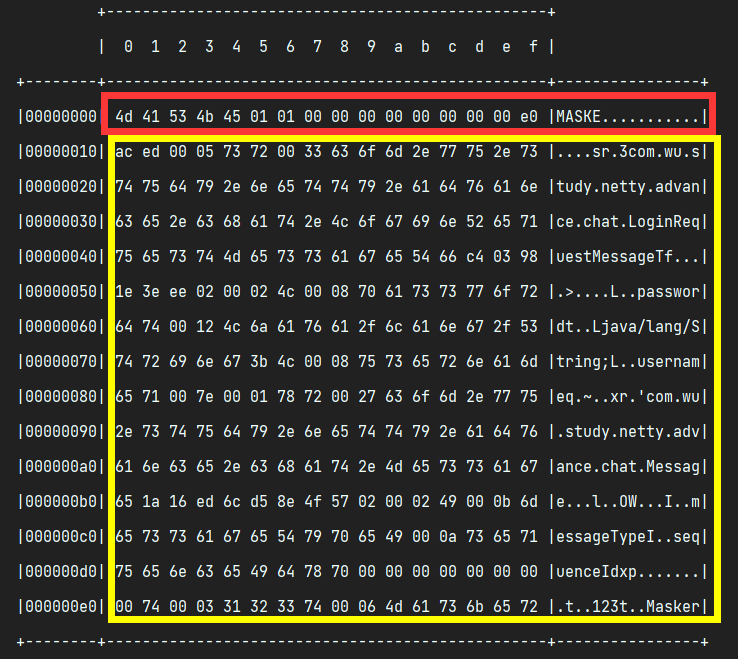 +-------------------------------------------------+
|  0  1  2  3  4  5  6  7  8  9  a  b  c  d  e  f |
+--------+-------------------------------------------------+----------------+
|00000000| 4d 41 53 4b 45 01 01 00 00 00 00 00 00 00 00 e0 |MASKE...........|
|00000010| ac ed 00 05 73 72 00 33 63 6f 6d 2e 77 75 2e 73 |....sr.3com.wu.s|
|00000020| 74 75 64 79 2e 6e 65 74 74 79 2e 61 64 76 61 6e |tudy.netty.advan|
|00000030| 63 65 2e 63 68 61 74 2e 4c 6f 67 69 6e 52 65 71 |ce.chat.LoginReq|
|00000040| 75 65 73 74 4d 65 73 73 61 67 65 54 66 c4 03 98 |uestMessageTf...|
|00000050| 1e 3e ee 02 00 02 4c 00 08 70 61 73 73 77 6f 72 |.>....L..passwor|
|00000060| 64 74 00 12 4c 6a 61 76 61 2f 6c 61 6e 67 2f 53 |dt..Ljava/lang/S|
|00000070| 74 72 69 6e 67 3b 4c 00 08 75 73 65 72 6e 61 6d |tring;L..usernam|
|00000080| 65 71 00 7e 00 01 78 72 00 27 63 6f 6d 2e 77 75 |eq.~..xr.'com.wu|
|00000090| 2e 73 74 75 64 79 2e 6e 65 74 74 79 2e 61 64 76 |.study.netty.adv|
|000000a0| 61 6e 63 65 2e 63 68 61 74 2e 4d 65 73 73 61 67 |ance.chat.Messag|
|000000b0| 65 1a 16 ed 6c d5 8e 4f 57 02 00 02 49 00 0b 6d |e...l..OW...I..m|
|000000c0| 65 73 73 61 67 65 54 79 70 65 49 00 0a 73 65 71 |essageTypeI..seq|
|000000d0| 75 65 6e 63 65 49 64 78 70 00 00 00 00 00 00 00 |uenceIdxp.......|
|000000e0| 00 74 00 03 31 32 33 74 00 06 4d 61 73 6b 65 72 |.t..123t..Masker|
+--------+-------------------------------------------------+----------------+